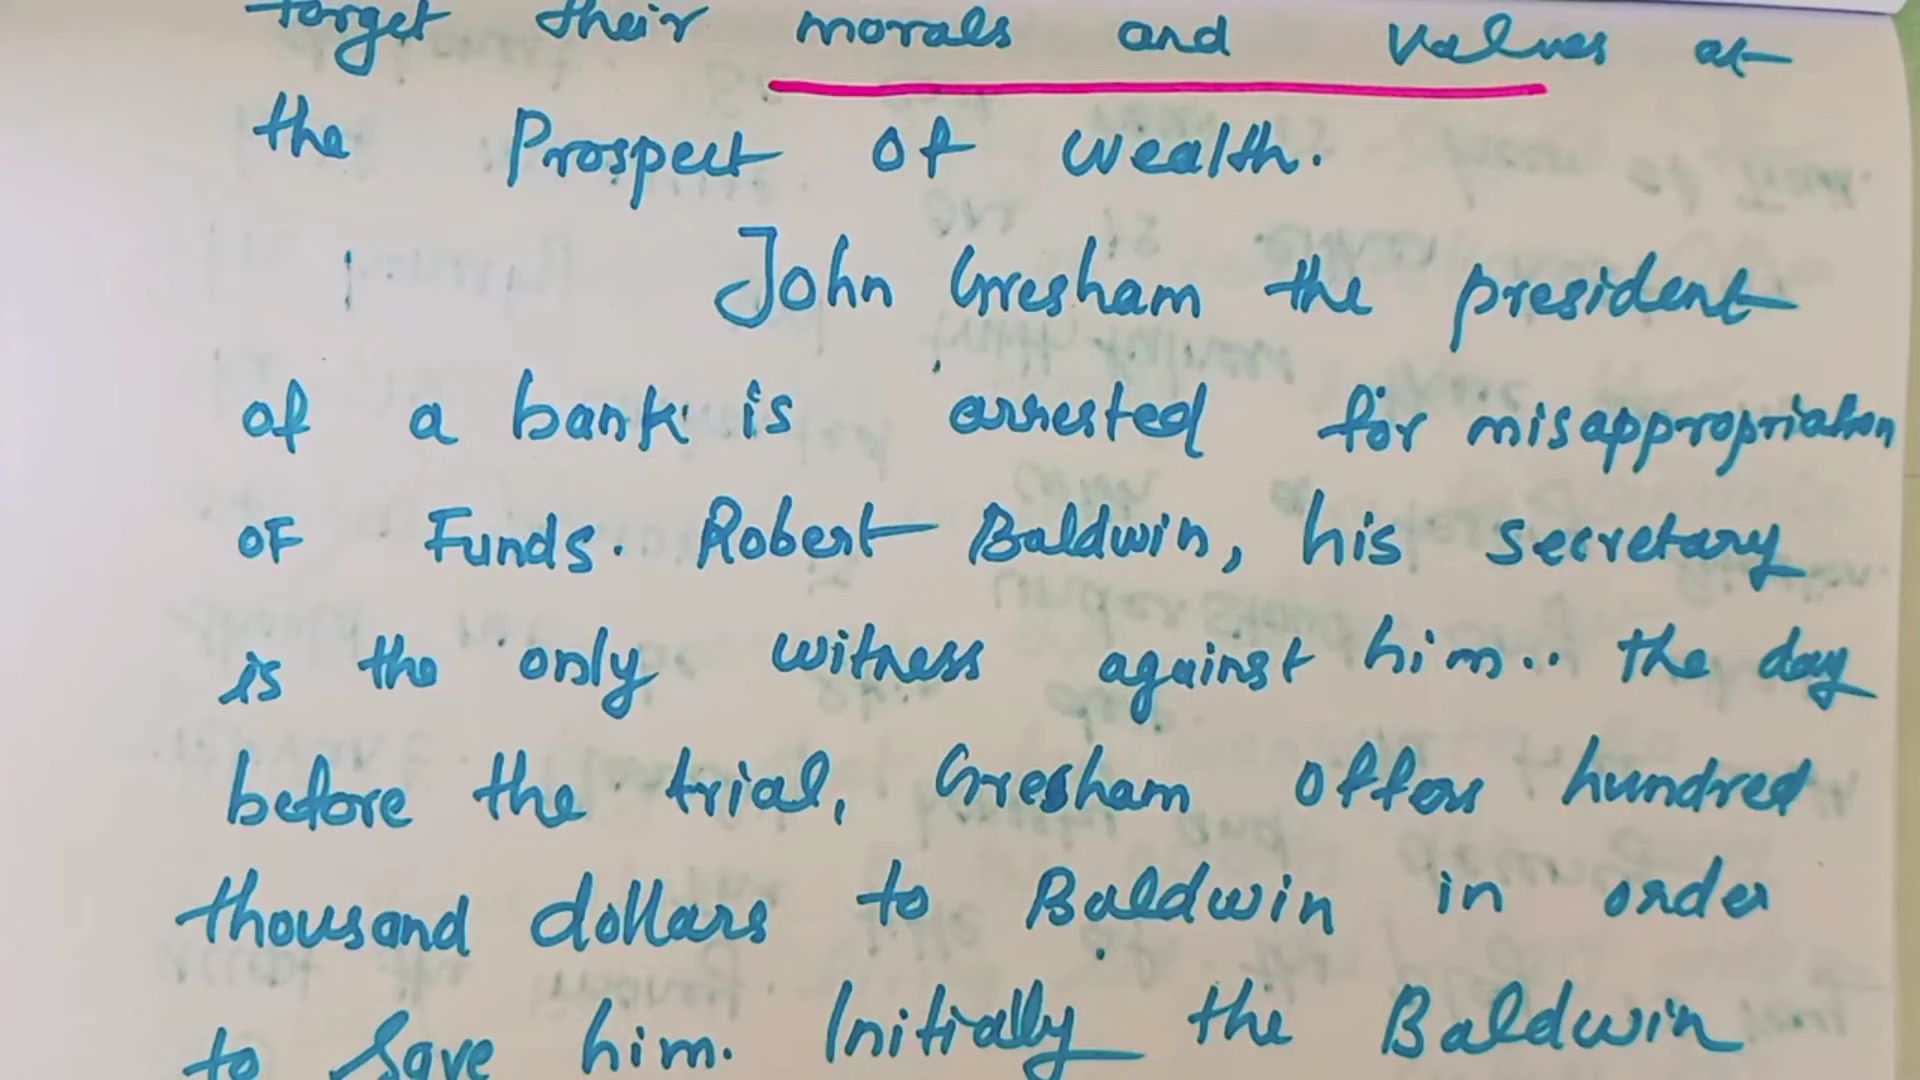 forget their morals and values at
the Prospect of wealth.
John Gresham the president
of a bank is arrested for misappropriation
of Funds. Robert Baldwin, his secretary
is the only witness against him.. the day
before the trial, Gresham offers hundred
thousand dollars to Baldwin in order
to save him. Initially the Baldwin